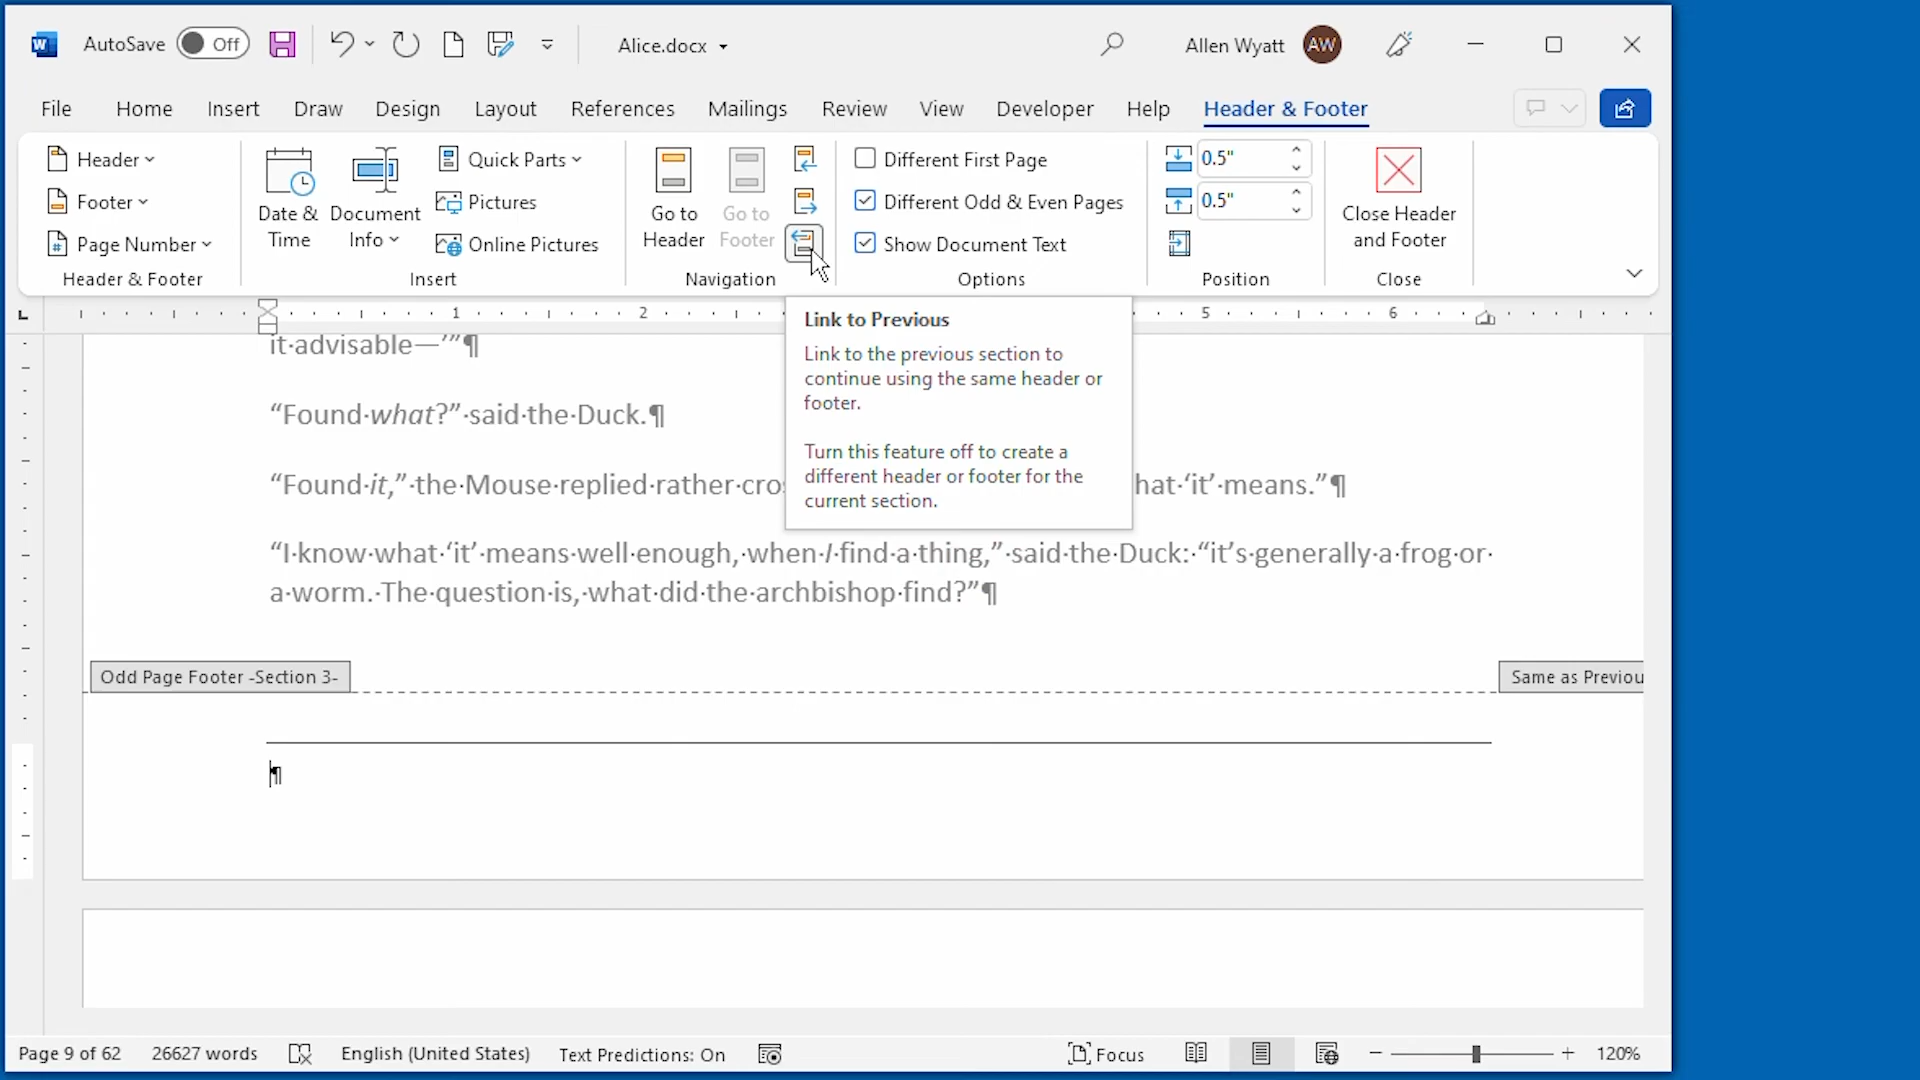 AutoSave Off Alice.docx Allen Wyatt AW
File Home Insert Draw Design Layout References Mailings Review View Developer Help Header & Footer
Header
Footer
Page Number
Header & Footer
Date &
Time
Document
Info
Quick Parts
Pictures
Online Pictures
Insert
Go to
Header
Go to
Footer
Navigation
Different First Page
Different Odd & Even Pages
Show Document Text
Options
0.5"
0.5"
Position
Close Header
and Footer
Close
1 2 5 6
Link to Previous
Link to the previous section to
continue using the same header or
footer.
Turn this feature off to create a
different header or footer for the
current section.
it·advisable—’”¶
“Found·what?”·said·the·Duck.¶
“Found·it,”·the·Mouse·replied·rather·cros hat·‘it’·means.”¶
“I·know·what·‘it’·means·well·enough,·when·I·find·a·thing,”·said·the·Duck:·“it’s·generally·a·frog·or·
a·worm.·The·question·is,·what·did·the·archbishop·find?”¶
Odd Page Footer -Section 3- Same as Previou
¶
Page 9 of 62 26627 words English (United States) Text Predictions: On Focus 120%